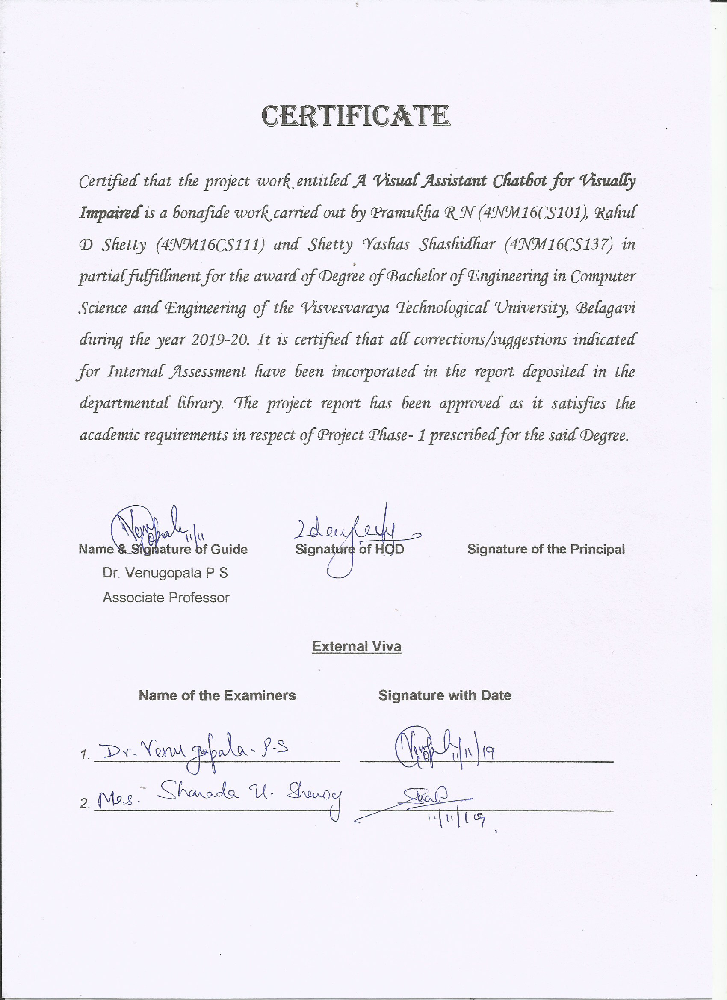 CERTIFICATE
Certified that the project work entitled A Visual Assistant Chatbot for Visually
Impaired is a bonafide work carried out by Pramukha R N (4NM16CS101), Rahul
D Shetty (4NM16CS111) and Shetty Yashas Shashidhar (4NM16CS137) in
partial fulfillment for the award of Degree of Bachelor of Engineering in Computer
Science and Engineering of the Visvesvaraya Technological University, Belagavi
during the year 2019-20. It is certified that all corrections/suggestions indicated
for Internal Assessment have been incorporated in the report deposited in the
departmental library. The project report has been approved as it satisfies the
academic requirements in respect of Project Phase- 1 prescribed for the said Degree.
11/11
Name & Signature of Guide Signature of HOD Signature of the Principal
Dr. Venugopala P S
Associate Professor
External Viva
Name of the Examiners Signature with Date
1. Dr. Venugopala. P-S 11/11/19
2. Mrs. Sharada U. Shenoy
11/11/19